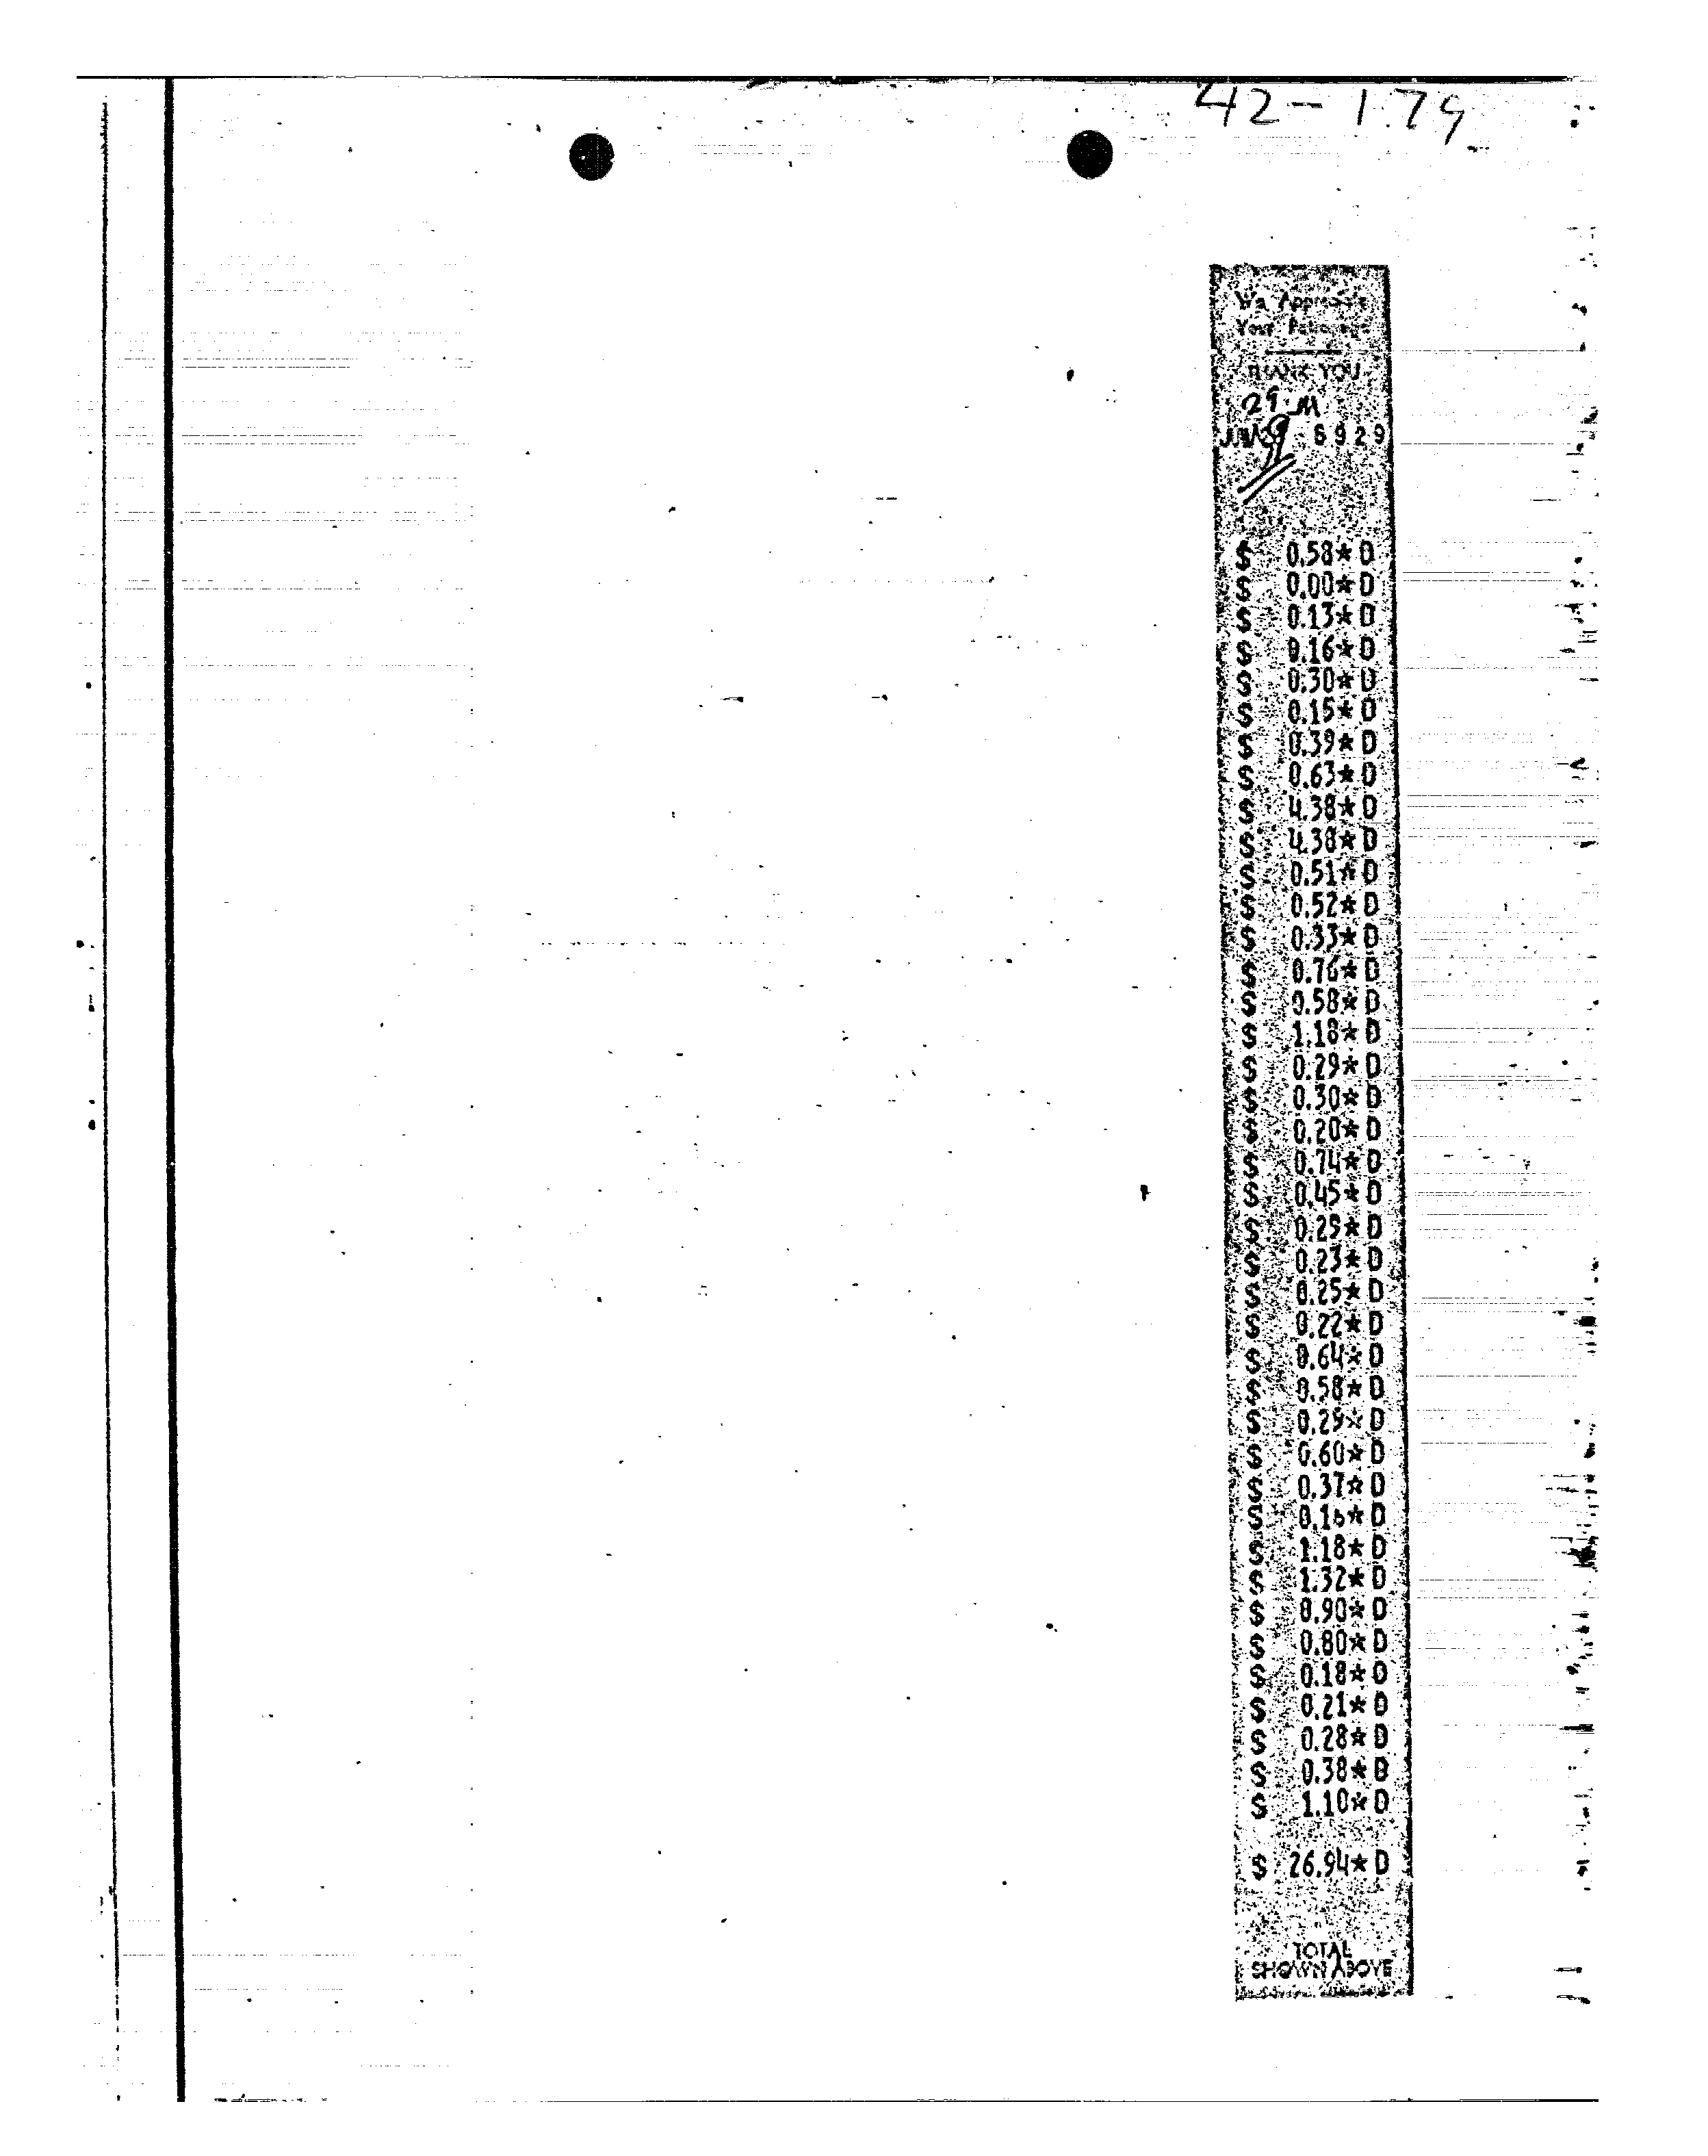 42-1.79
We Appreciate
Your Patronage
THANK YOU
29 M
JUN 6929
$ 0.58★D
$ 0.00★D
$ 0.13★D
$ 0.16★D
$ 0.30★D
$ 0.15★D
$ 0.39★D
$ 0.63★D
$ 4.38★D
$ 4.38★D
$ 0.51★D
$ 0.52★D
$ 0.33★D
$ 0.76★D
$ 0.58★D
$ 1.18★D
$ 0.29★D
$ 0.30★D
$ 0.20★D
$ 0.74★D
$ 0.45★D
$ 0.25★D
$ 0.23★D
$ 0.25★D
$ 0.22★D
$ 0.64★D
$ 0.58★D
$ 0.29★D
$ 0.60★D
$ 0.37★D
$ 0.16★D
$ 1.18★D
$ 1.32★D
$ 0.90★D
$ 0.80★D
$ 0.18★D
$ 0.21★D
$ 0.28★D
$ 0.38★D
$ 1.10★D
$ 26.94★D
TOTAL
SHOWN ABOVE